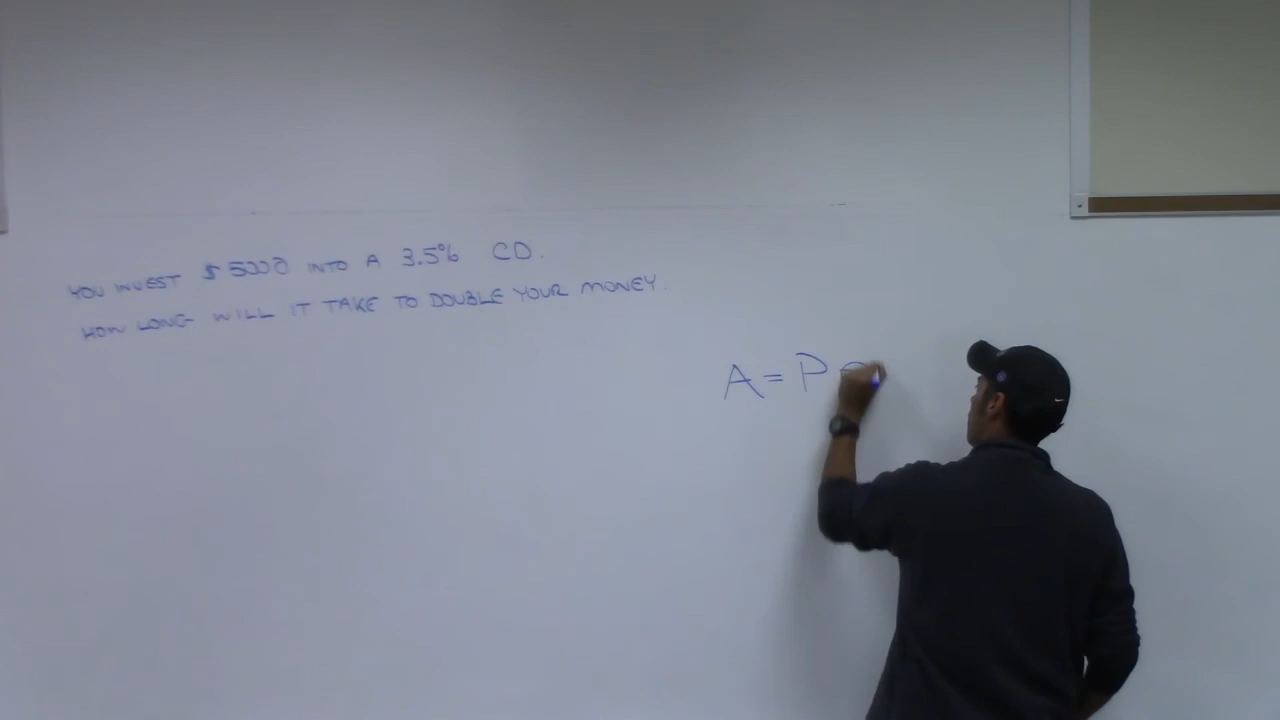 YOU INVEST $5000 INTO A 3.5% CD.
HOW LONG WILL IT TAKE TO DOUBLE YOUR MONEY.
A = P e